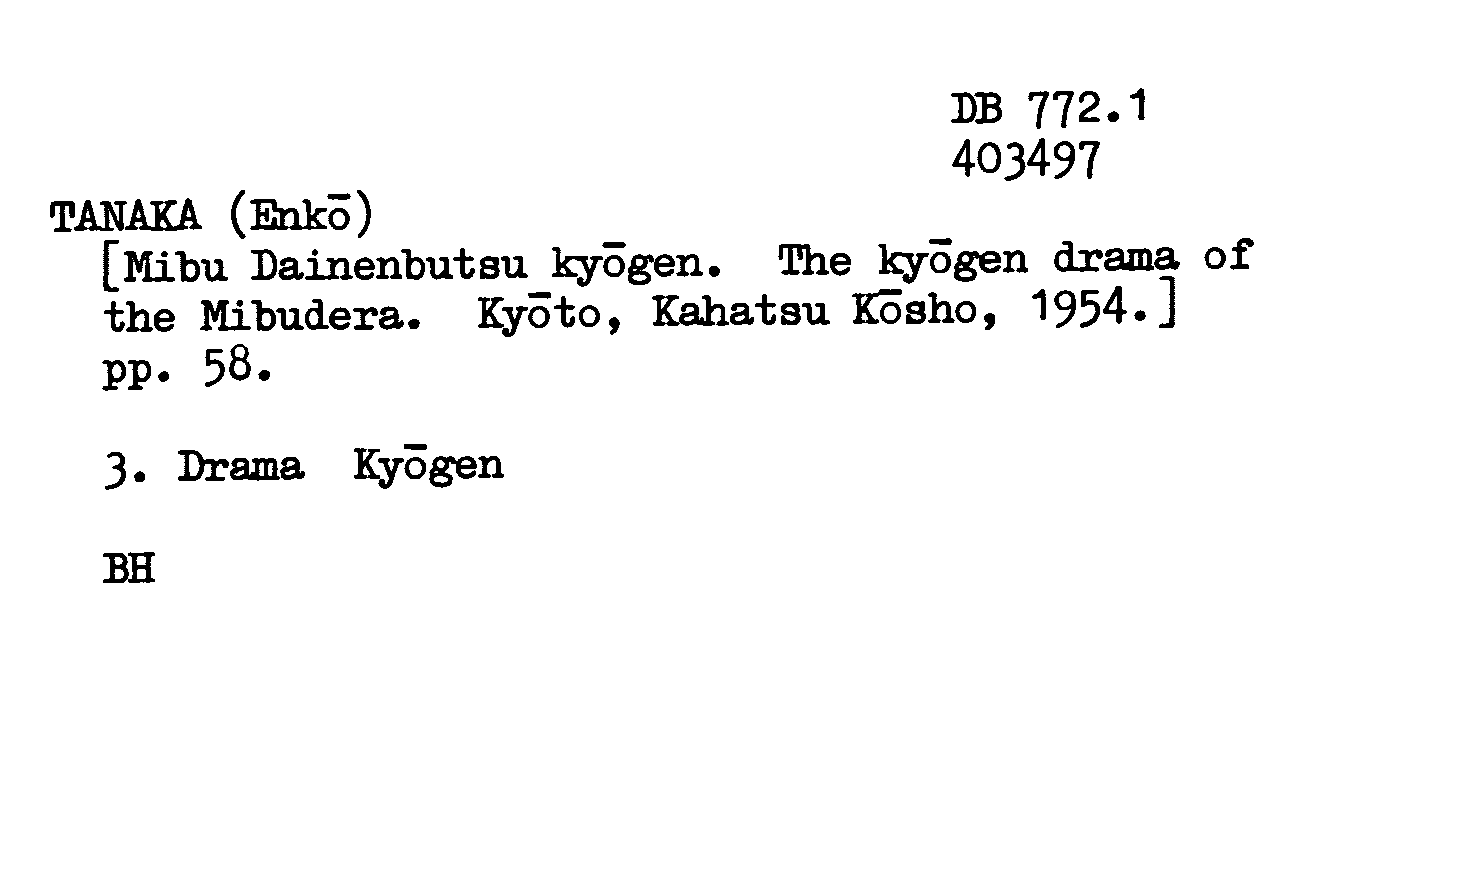 DB 772.1
403497
TANAKA (Enkō)
[Mibu Dainenbutsu kyōgen. The kyōgen drama of
the Mibudera. Kyōto, Kahatsu Kōsho, 1954.]
pp. 58.
3. Drama Kyōgen
BH